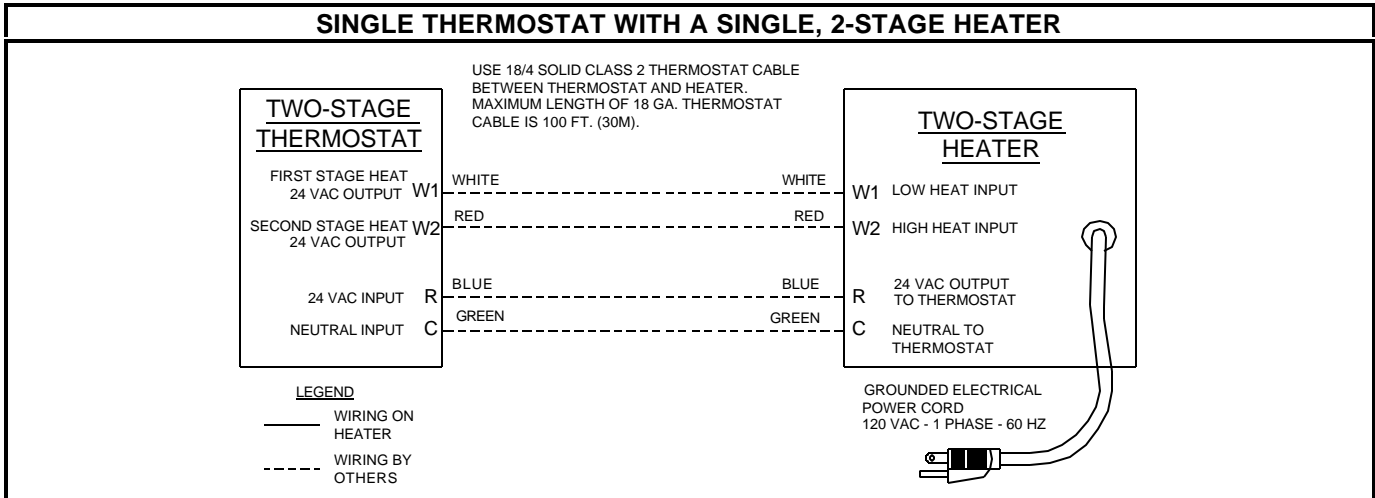 SINGLE THERMOSTAT WITH A SINGLE, 2-STAGE HEATER
USE 18/4 SOLID CLASS 2 THERMOSTAT CABLE
BETWEEN THERMOSTAT AND HEATER.
MAXIMUM LENGTH OF 18 GA. THERMOSTAT
CABLE IS 100 FT. (30M).
TWO-STAGE
THERMOSTAT
FIRST STAGE HEAT
24 VAC OUTPUT W1
SECOND STAGE HEAT W2
24 VAC OUTPUT
24 VAC INPUT R
NEUTRAL INPUT C
WHITE WHITE
RED RED
BLUE BLUE
GREEN GREEN
TWO-STAGE
HEATER
W1 LOW HEAT INPUT
W2 HIGH HEAT INPUT
R 24 VAC OUTPUT
TO THERMOSTAT
C NEUTRAL TO
THERMOSTAT
LEGEND
WIRING ON
HEATER
WIRING BY
OTHERS
GROUNDED ELECTRICAL
POWER CORD
120 VAC - 1 PHASE - 60 HZ